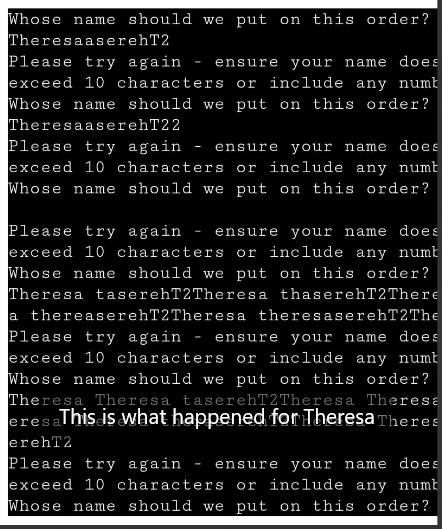 Whose name should we put on this order?
TheresaaserehT2
Please try again - ensure your name does
exceed 10 characters or include any numb
Whose name should we put on this order?
TheresaaserehT22
Please try again - ensure your name does
exceed 10 characters or include any numb
Whose name should we put on this order?
Please try again - ensure your name does
exceed 10 characters or include any numb
Whose name should we put on this order?
Theresa taserehT2Theresa thaserehT2There
a thereaserehT2Theresa theresaserehT2The
Please try again - ensure your name does
exceed 10 characters or include any numb
Whose name should we put on this order?
Theresa Theresa taserehT2Theresa Theresa
This is what happened for Theresa
erehT2
Please try again - ensure your name does
exceed 10 characters or include any numb
Whose name should we put on this order?